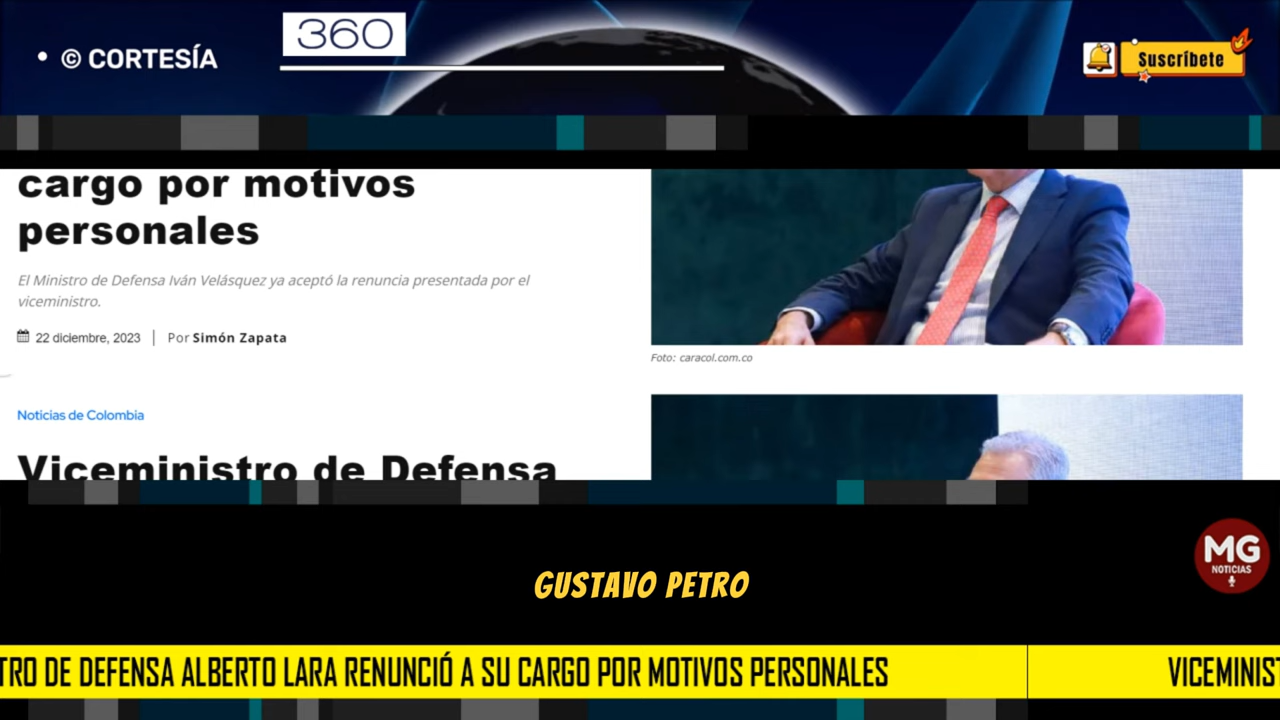 • © CORTESÍA
360
Suscríbete
cargo por motivos
personales
El Ministro de Defensa Iván Velásquez ya aceptó la renuncia presentada por el
viceministro.
22 diciembre, 2023 | Por Simón Zapata
Foto: caracol.com.co
Noticias de Colombia
Viceministro de Defensa
MG
NOTICIAS
GUSTAVO PETRO
TRO DE DEFENSA ALBERTO LARA RENUNCIÓ A SU CARGO POR MOTIVOS PERSONALES
VICEMINIST